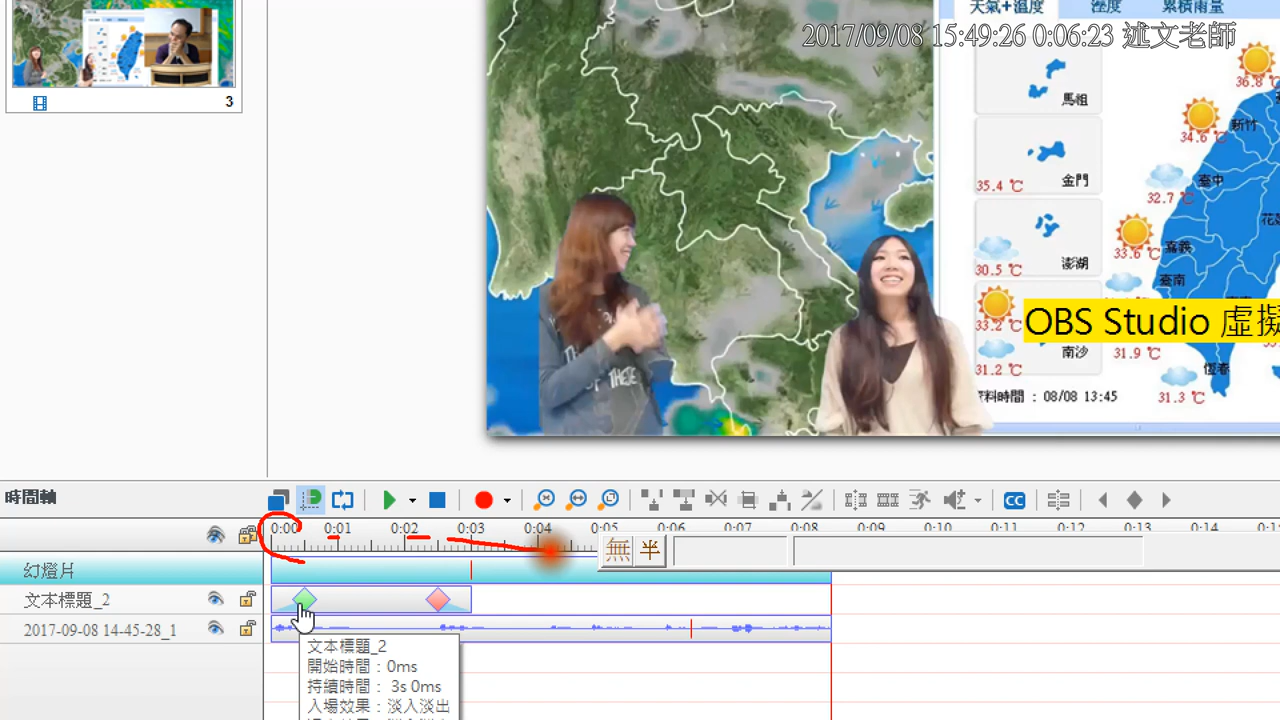 天氣+溫度 溼度 累積雨量
2017/09/08 15:49:26 0:06:23 述文老師
36.8 ℃
馬祖
新竹
34.6 ℃
金門
35.4 ℃
臺中
32.7 ℃
澎湖
30.5 ℃
嘉義
33.6 ℃
臺南
33.2 ℃
OBS Studio 虛擬
南沙
31.2 ℃
31.9 ℃
恆春
31.3 ℃
料時間 : 08/08 13:45
3
時間軸
CC
0:00 0:01 0:02 0:03 0:04 0:05 0:06 0:07 0:08 0:09 0:10 0:11 0:12 0:13 0:14
無 半
幻燈片
文本標題_2
2017-09-08 14-45-28_1
文本標題_2
開始時間：0ms
持續時間： 3s 0ms
入場效果：淡入淡出